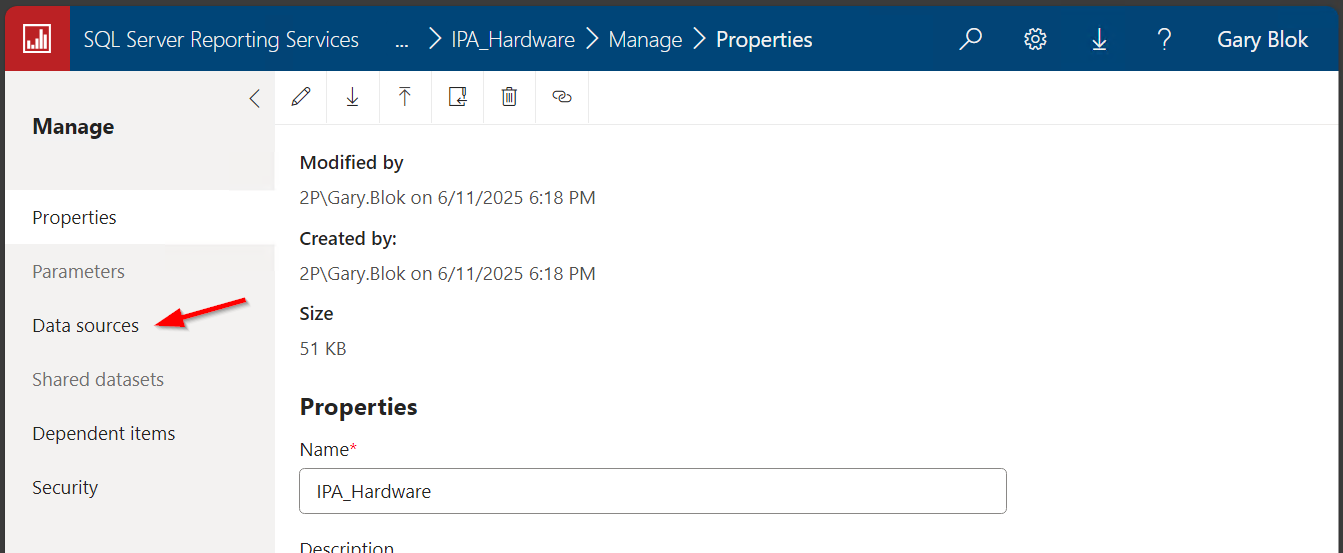 SQL Server Reporting Services ... > IPA_Hardware > Manage > Properties ? Gary Blok
Manage
Properties
Parameters
Data sources
Shared datasets
Dependent items
Security
Modified by
2P\Gary.Blok on 6/11/2025 6:18 PM
Created by:
2P\Gary.Blok on 6/11/2025 6:18 PM
Size
51 KB
Properties
Name*
IPA_Hardware
Description